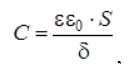 C = εε₀ · S / δ ,